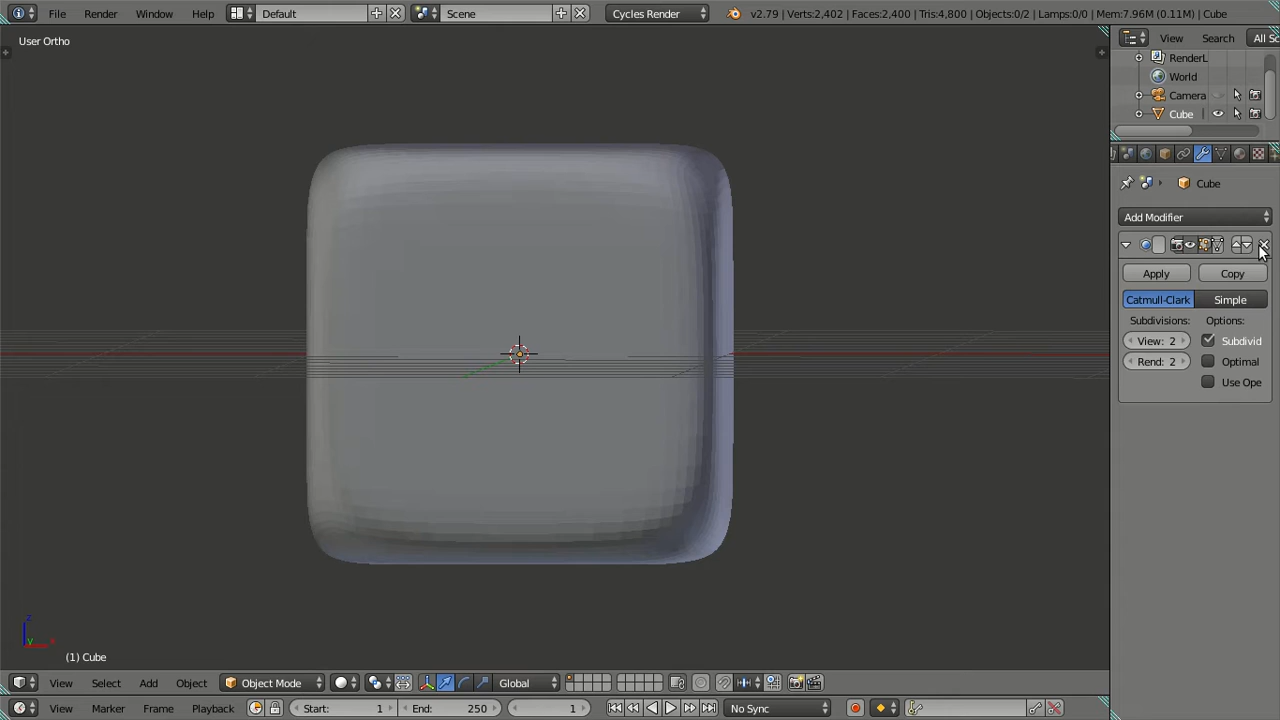 File Render Window Help Default Scene Cycles Render v2.79 | Verts:2,402 | Faces:2,400 | Tris:4,800 | Objects:0/2 | Lamps:0/0 | Mem:7.96M (0.11M) | Cube
User Ortho
View Search All Sc
RenderL
World
Camera
Cube
Cube
Add Modifier
Apply Copy
Catmull-Clark Simple
Subdivisions: Options:
View: 2 Subdivid
Rend: 2 Optimal
Use Ope
z
y x
(1) Cube
View Select Add Object Object Mode Global
View Marker Frame Playback Start: 1 End: 250 1 No Sync